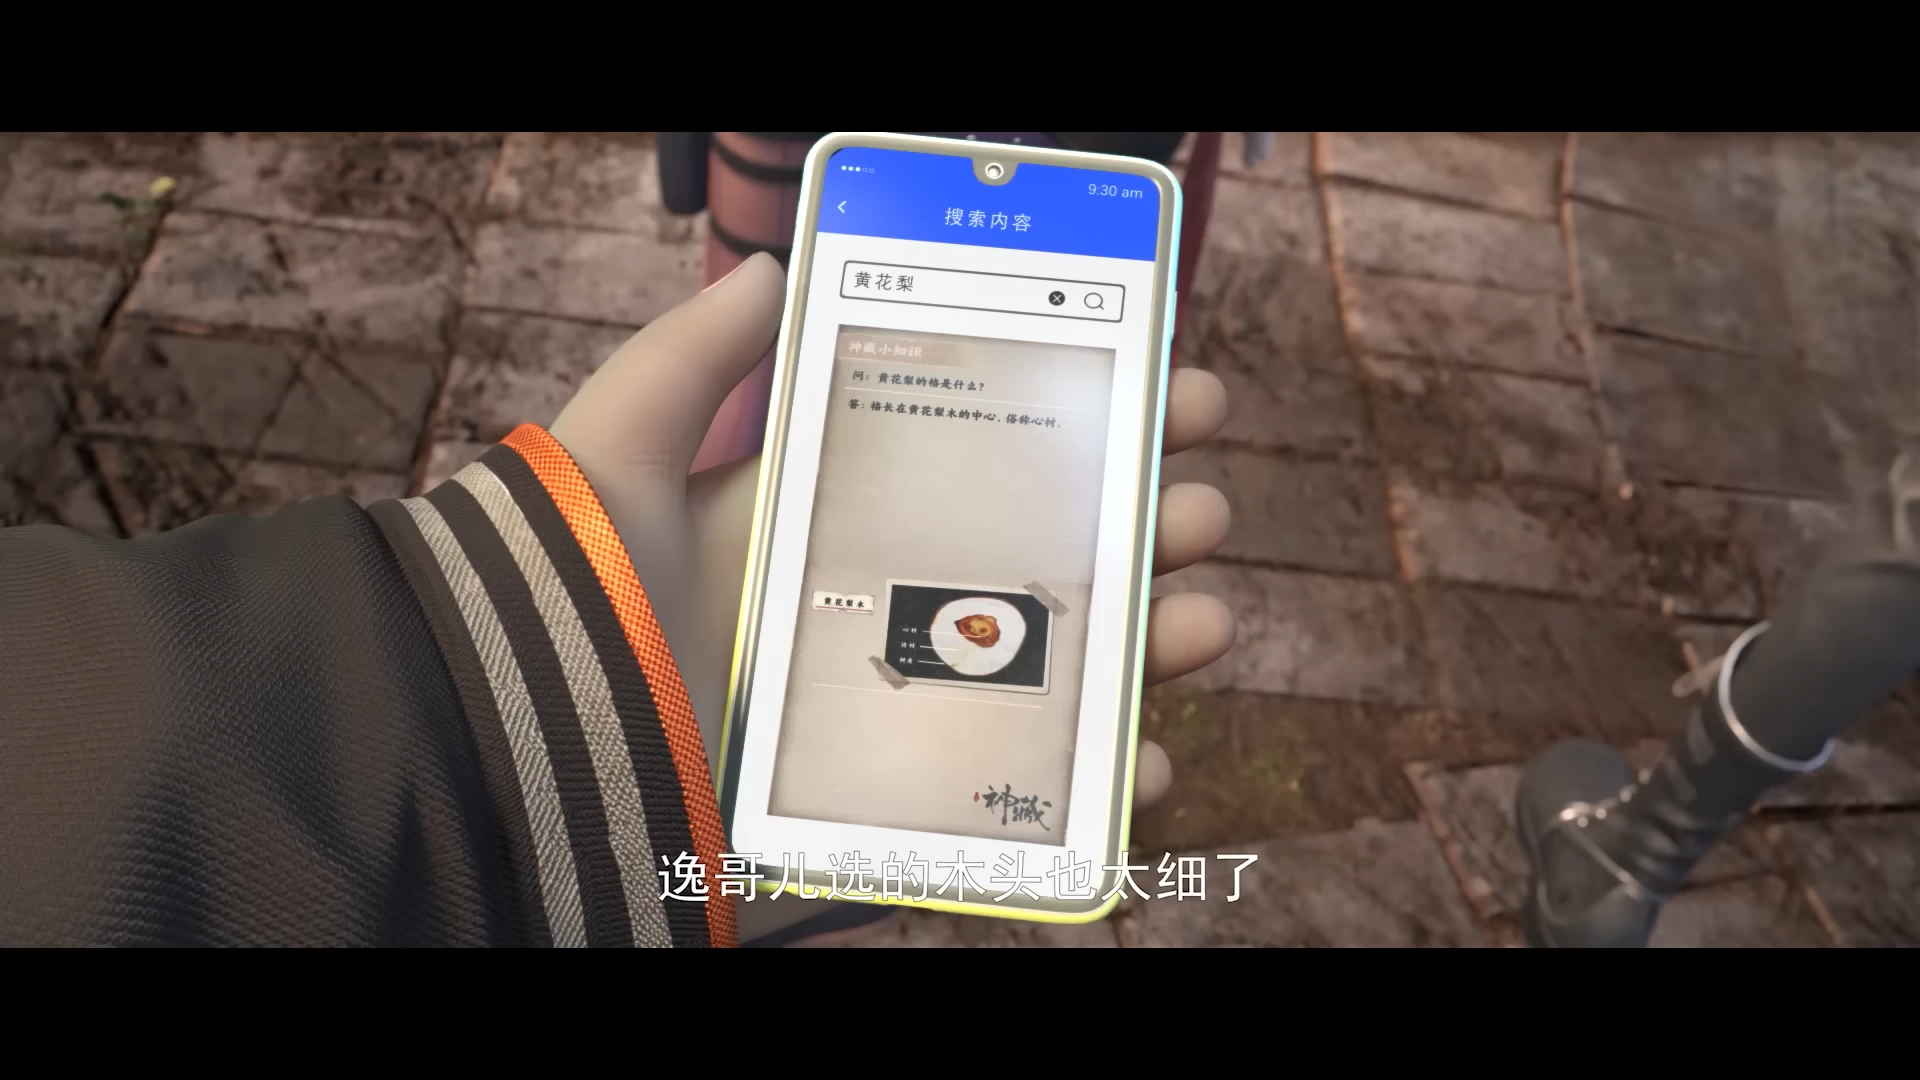 9:30 am
搜索内容
黄花梨
神藏小知识
问：黄花梨的格是什么？
答：格长在黄花梨木的中心，俗称心材。
黄花梨木
心材
树皮
神藏
逸哥儿选的木头也太细了